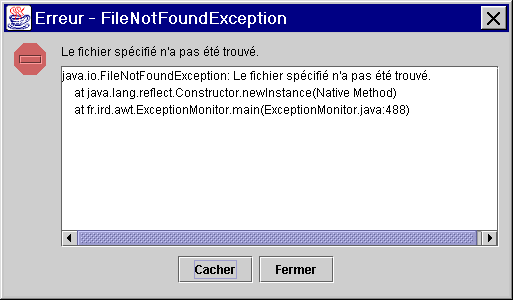 Erreur - FileNotFoundException
Le fichier spécifié n'a pas été trouvé.
java.io.FileNotFoundException: Le fichier spécifié n'a pas été trouvé.
at java.lang.reflect.Constructor.newInstance(Native Method)
at fr.ird.awt.ExceptionMonitor.main(ExceptionMonitor.java:488)
Cacher Fermer